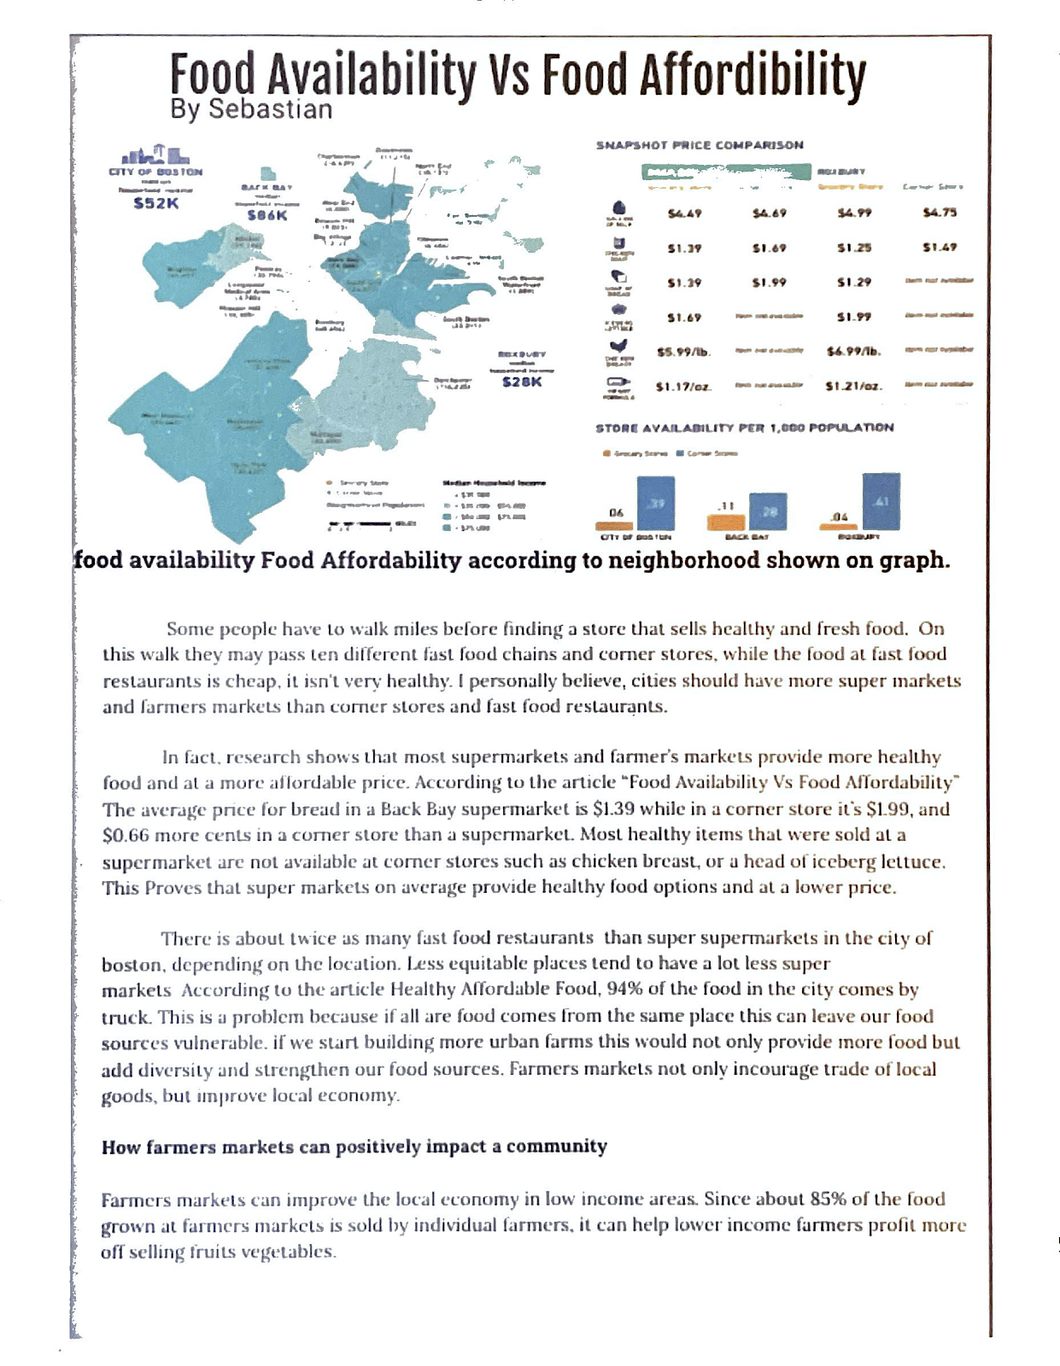 Food Availability Vs Food Affordibility
By Sebastian
CITY OF BOSTON
$52K
BACK BAY
$86K
ROXBURY
median
household income
$28K
Median Household Income
SNAPSHOT PRICE COMPARISON
ROXBURY
Grocery Store Corner Store
$4.49 $4.69 $4.99 $4.75
$1.39 $1.69 $1.25 $1.49
$1.39 $1.99 $1.29 Item not available
$1.69 Item not available $1.99 Item not available
$5.99/lb. Item not available $6.99/lb. Item not available
$1.17/oz. Item not available $1.21/oz. Item not available
STORE AVAILABILITY PER 1,000 POPULATION
Grocery Stores Corner Stores
.06 .39 .11 .28 .04 .41
CITY OF BOSTON BACK BAY ROXBURY
food availability Food Affordability according to neighborhood shown on graph.
Some people have to walk miles before finding a store that sells healthy and fresh food. On
this walk they may pass ten different fast food chains and corner stores, while the food at fast food
restaurants is cheap, it isn't very healthy. I personally believe, cities should have more super markets
and farmers markets than corner stores and fast food restaurants.
In fact, research shows that most supermarkets and farmer's markets provide more healthy
food and at a more affordable price. According to the article "Food Availability Vs Food Affordability"
The average price for bread in a Back Bay supermarket is $1.39 while in a corner store it's $1.99, and
$0.66 more cents in a corner store than a supermarket. Most healthy items that were sold at a
supermarket are not available at corner stores such as chicken breast, or a head of iceberg lettuce.
This Proves that super markets on average provide healthy food options and at a lower price.
There is about twice as many fast food restaurants than super supermarkets in the city of
boston, depending on the location. Less equitable places tend to have a lot less super
markets According to the article Healthy Affordable Food, 94% of the food in the city comes by
truck. This is a problem because if all are food comes from the same place this can leave our food
sources vulnerable. if we start building more urban farms this would not only provide more food but
add diversity and strengthen our food sources. Farmers markets not only incourage trade of local
goods, but improve local economy.
How farmers markets can positively impact a community
Farmers markets can improve the local economy in low income areas. Since about 85% of the food
grown at farmers markets is sold by individual farmers, it can help lower income farmers profit more
off selling fruits vegetables.